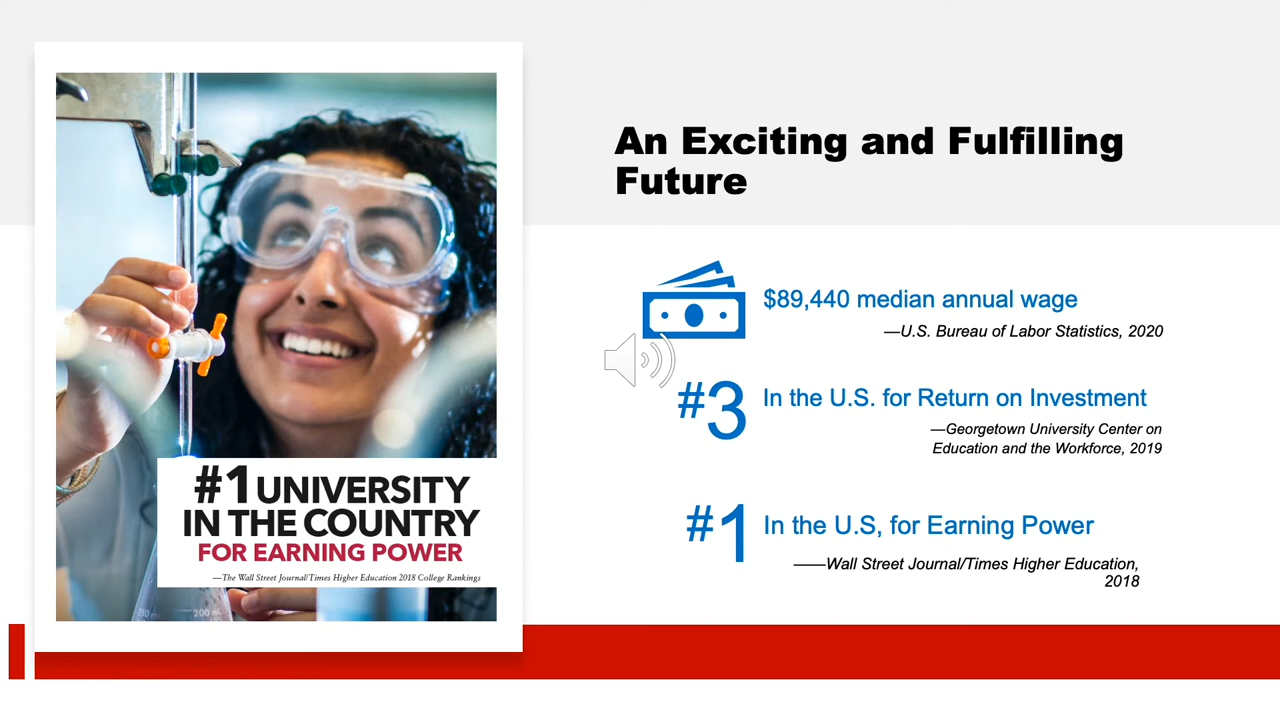 An Exciting and Fulfilling
Future
$89,440 median annual wage
—U.S. Bureau of Labor Statistics, 2020
#3
In the U.S. for Return on Investment
—Georgetown University Center on
Education and the Workforce, 2019
#1
In the U.S, for Earning Power
——Wall Street Journal/Times Higher Education,
2018
#1 UNIVERSITY
IN THE COUNTRY
FOR EARNING POWER
—The Wall Street Journal/Times Higher Education 2018 College Rankings
200 mL